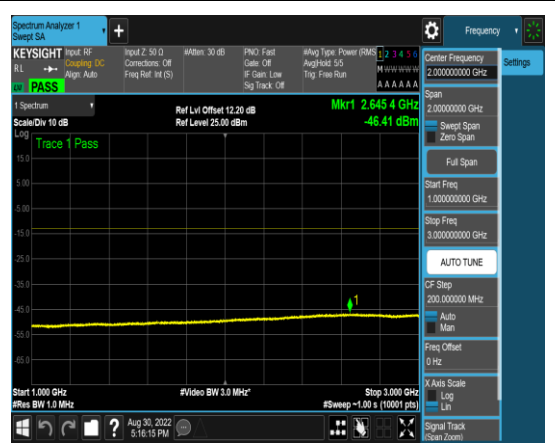 Spectrum Analyzer 1
Swept SA
+
Frequency
KEYSIGHT
RL
Input: RF
Coupling: DC
Align: Auto
Input Z: 50 Ω
Corrections: Off
Freq Ref: Int (S)
#Atten: 30 dB
PNO: Fast
Gate: Off
IF Gain: Low
Sig Track: Off
#Avg Type: Power (RMS
Avg|Hold: 5/5
Trig: Free Run
1 2 3 4 5 6
M W W W W W
A A A A A A
PASS
1 Spectrum
Scale/Div 10 dB
Ref Lvl Offset 12.20 dB
Ref Level 25.00 dBm
Mkr1 2.645 4 GHz
-46.41 dBm
Log
Trace 1 Pass
15.0
5.00
-5.00
-15.0
-25.0
-35.0
-45.0
-55.0
-65.0
1
Start 1.000 GHz
#Res BW 1.0 MHz
#Video BW 3.0 MHz*
Stop 3.000 GHz
#Sweep ~1.00 s (10001 pts)
Aug 30, 2022
5:16:15 PM
Center Frequency
2.000000000 GHz
Settings
Span
2.00000000 GHz
Swept Span
Zero Span
Full Span
Start Freq
1.000000000 GHz
Stop Freq
3.000000000 GHz
AUTO TUNE
CF Step
200.000000 MHz
Auto
Man
Freq Offset
0 Hz
X Axis Scale
Log
Lin
Signal Track
(Span Zoom)